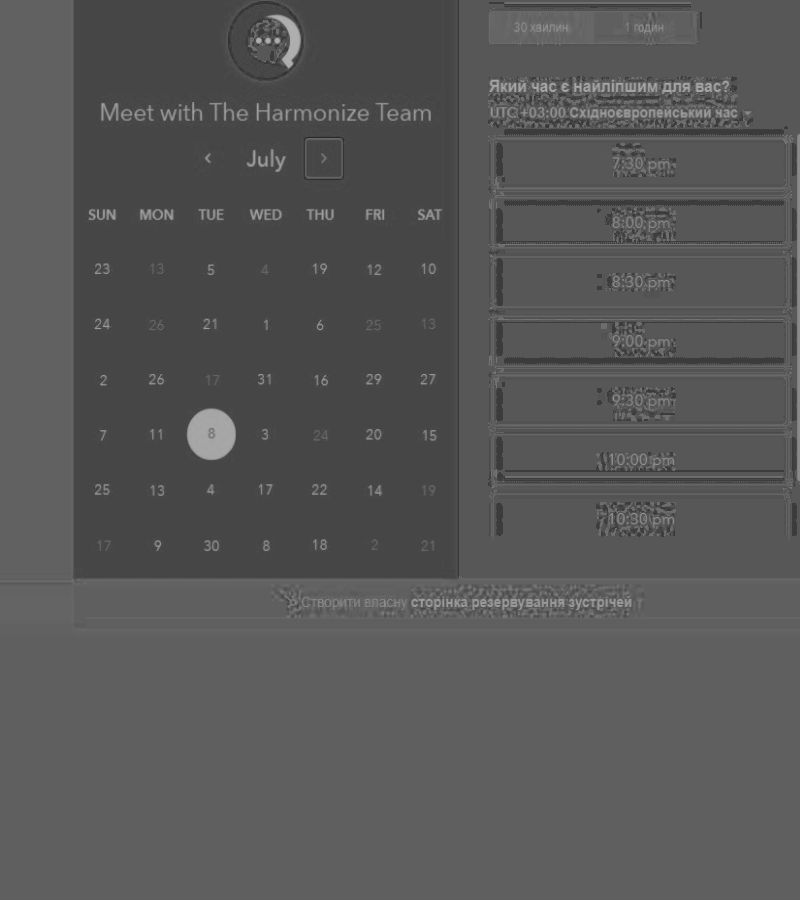 Meet with The Harmonize Team
‹ July ›
SUN MON TUE WED THU FRI SAT
23 13 5 4 19 12 10
24 26 21 1 6 25 13
2 26 17 31 16 29 27
7 11 8 3 24 20 15
25 13 4 17 22 14 19
17 9 30 8 18 2 21
30 хвилин 1 годин
Який час є найліпшим для вас?
UTC +03:00 Східноєвропейський час
7:30 pm
8:00 pm
8:30 pm
9:00 pm
9:30 pm
10:00 pm
10:30 pm
Створити власну сторінка резервування зустрічей